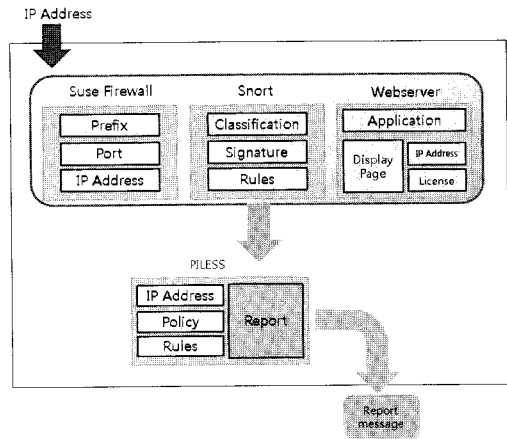 IP Address
Suse Firewall
Snort
Webserver
Prefix
Port
IP Address
Classification
Signature
Rules
Application
Display
Page
IP Address
License
PILESS
IP Address
Policy
Rules
Report
Report
message